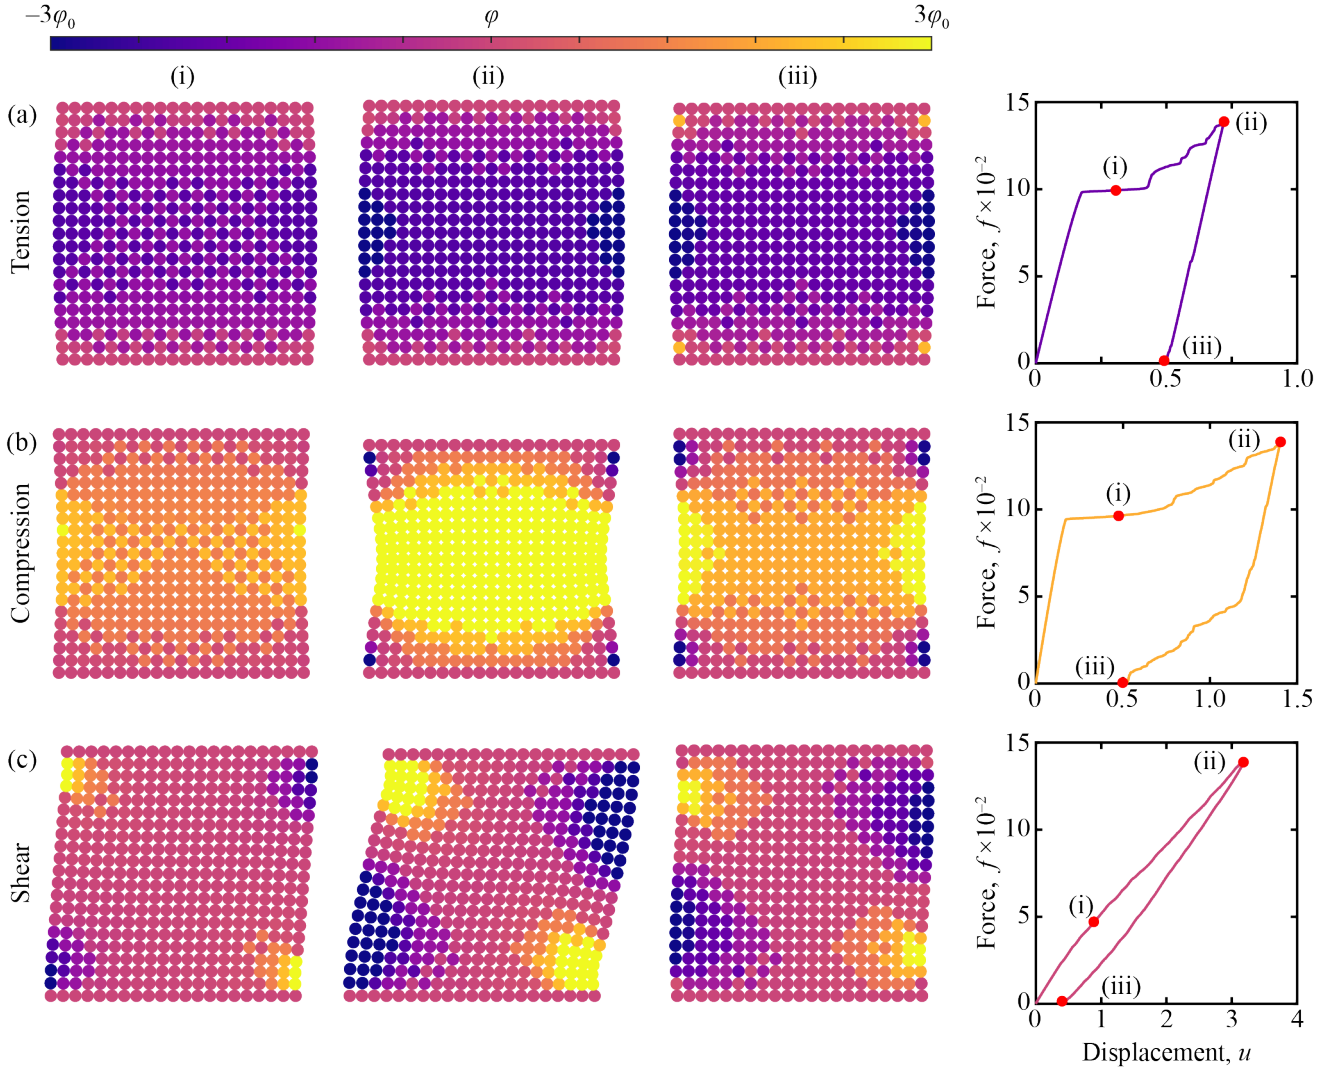 −3φ₀ φ 3φ₀
(i) (ii) (iii)
(a)
Tension
15
10
5
0
Force, f×10⁻²
(i)
(ii)
(iii)
0 0.5 1.0
(b)
Compression
15
10
5
0
Force, f×10⁻²
(i)
(ii)
(iii)
0 0.5 1.0 1.5
(c)
Shear
15
10
5
0
Force, f×10⁻²
(i)
(ii)
(iii)
0 1 2 3 4
Displacement, u